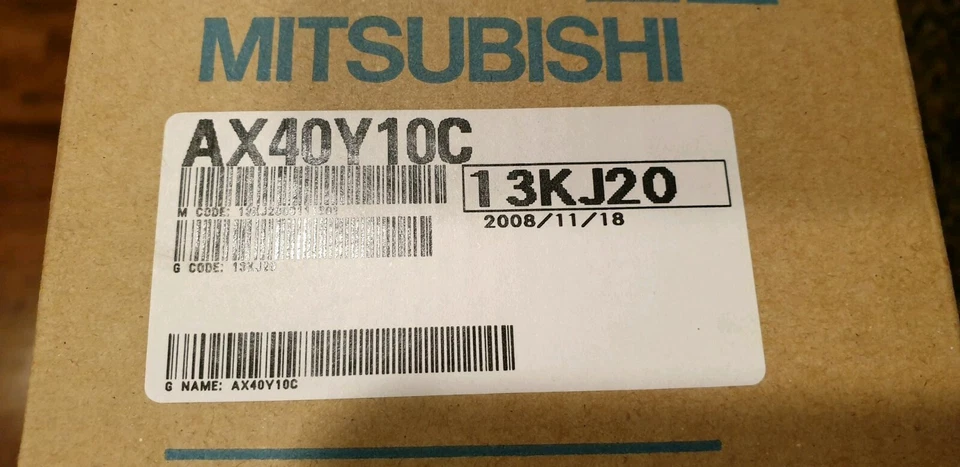 MITSUBISHI
AX40Y10C
13KJ20
2008/11/18
M CODE:
G CODE: 13KJ20
G NAME: AX40Y10C